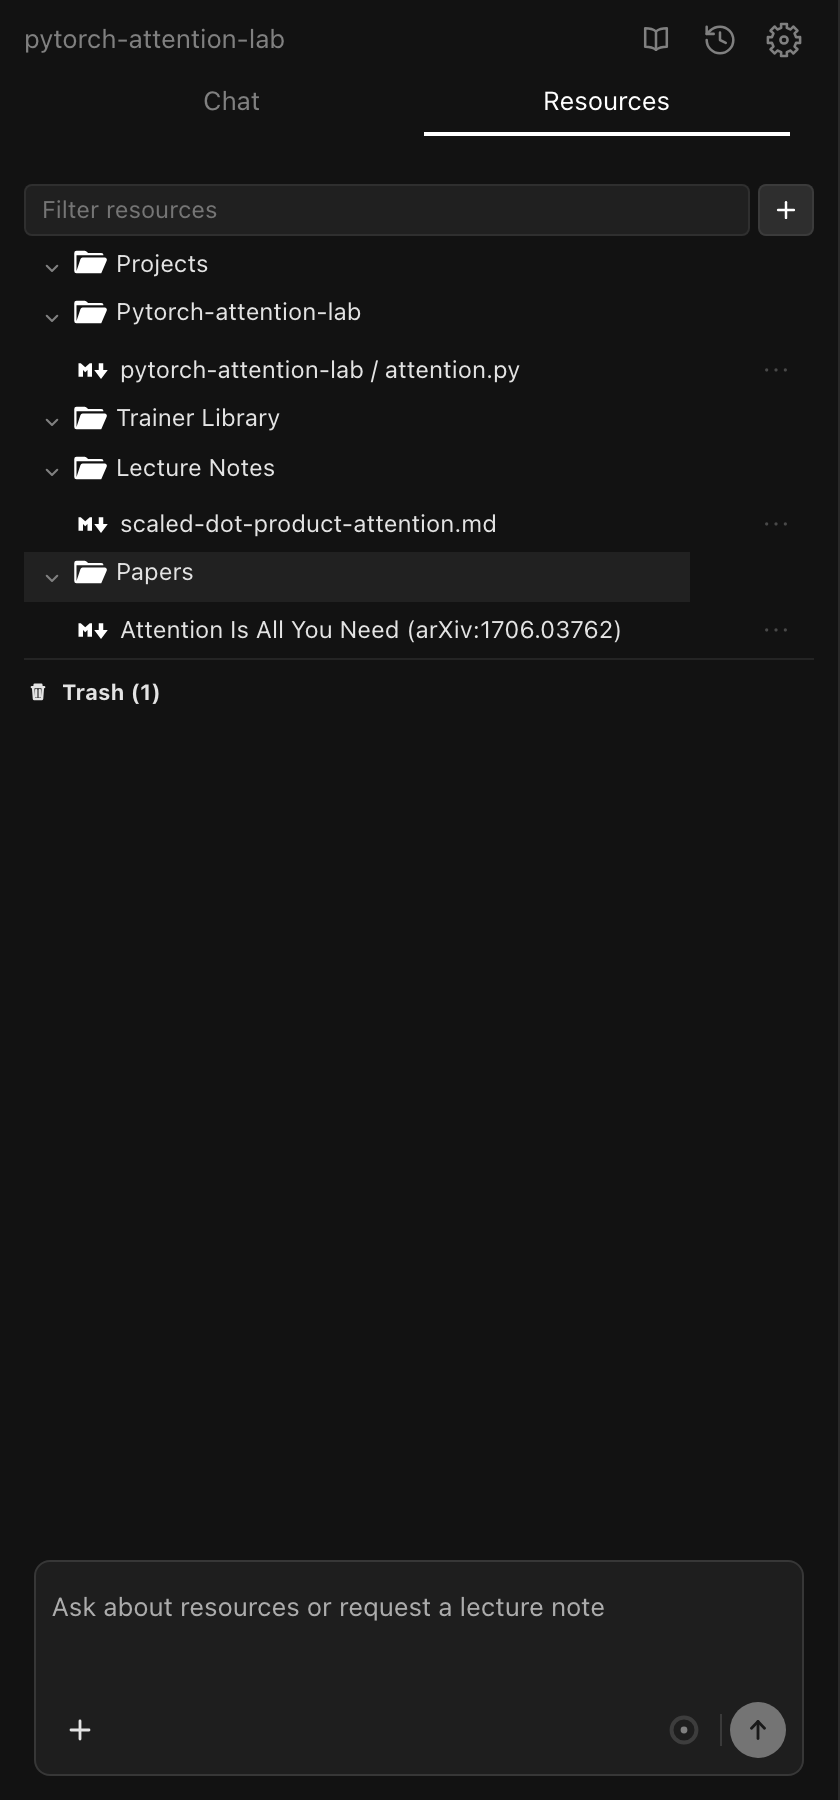 pytorch-attention-lab
Chat
Resources
Filter resources
Projects
Pytorch-attention-lab
pytorch-attention-lab / attention.py
Trainer Library
Lecture Notes
scaled-dot-product-attention.md
Papers
Attention Is All You Need (arXiv:1706.03762)
Trash (1)
Ask about resources or request a lecture note